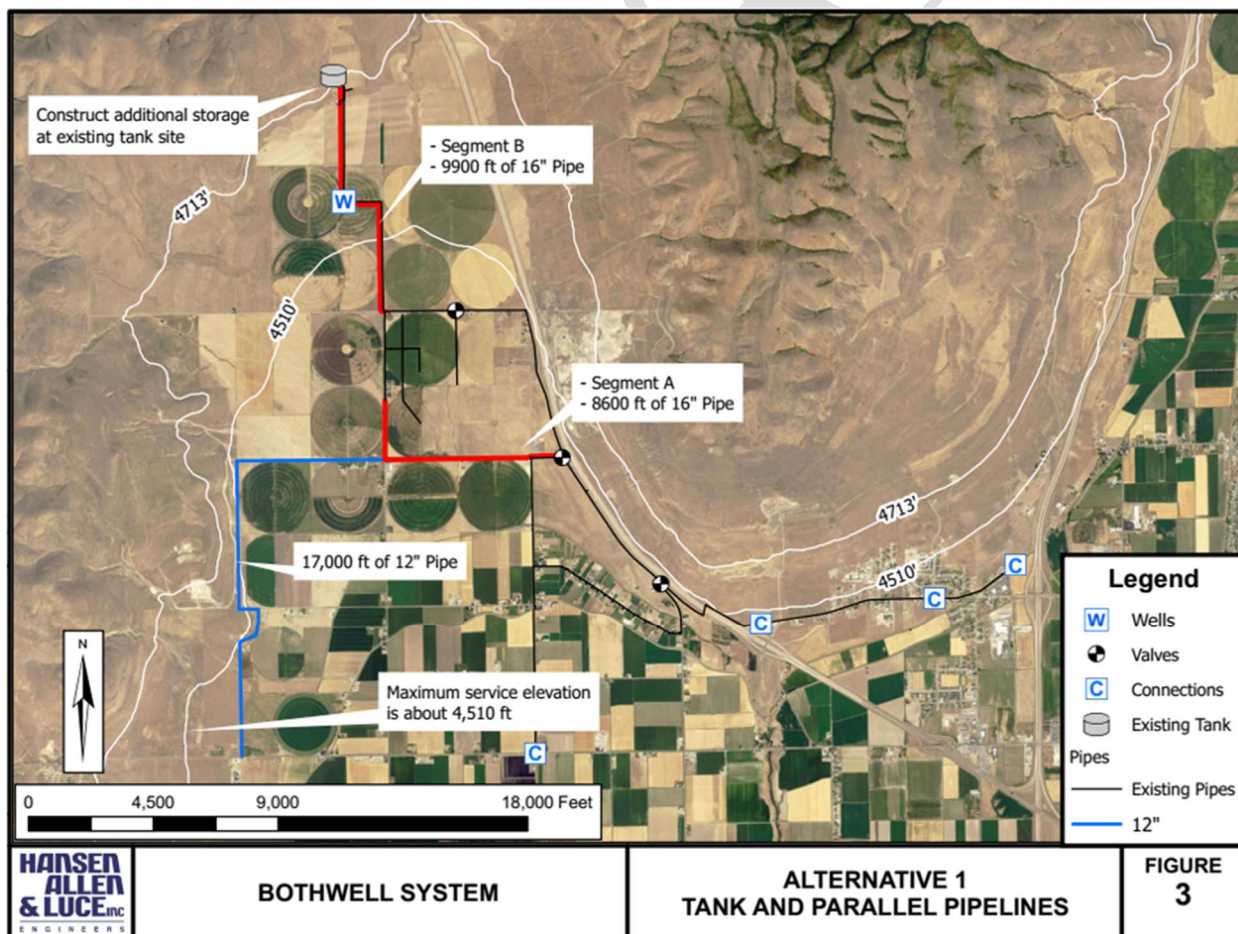 Construct additional storage
at existing tank site
- Segment B
- 9900 ft of 16" Pipe
W
4713'
4510'
- Segment A
- 8600 ft of 16" Pipe
17,000 ft of 12" Pipe
4713'
4510'
C
C
C
Maximum service elevation
is about 4,510 ft
C
N
0 4,500 9,000 18,000 Feet
Legend
W Wells
Valves
C Connections
Existing Tank
Pipes
Existing Pipes
12"
HANSEN
ALLEN
& LUCE INC
ENGINEERS
BOTHWELL SYSTEM
ALTERNATIVE 1
TANK AND PARALLEL PIPELINES
FIGURE
3